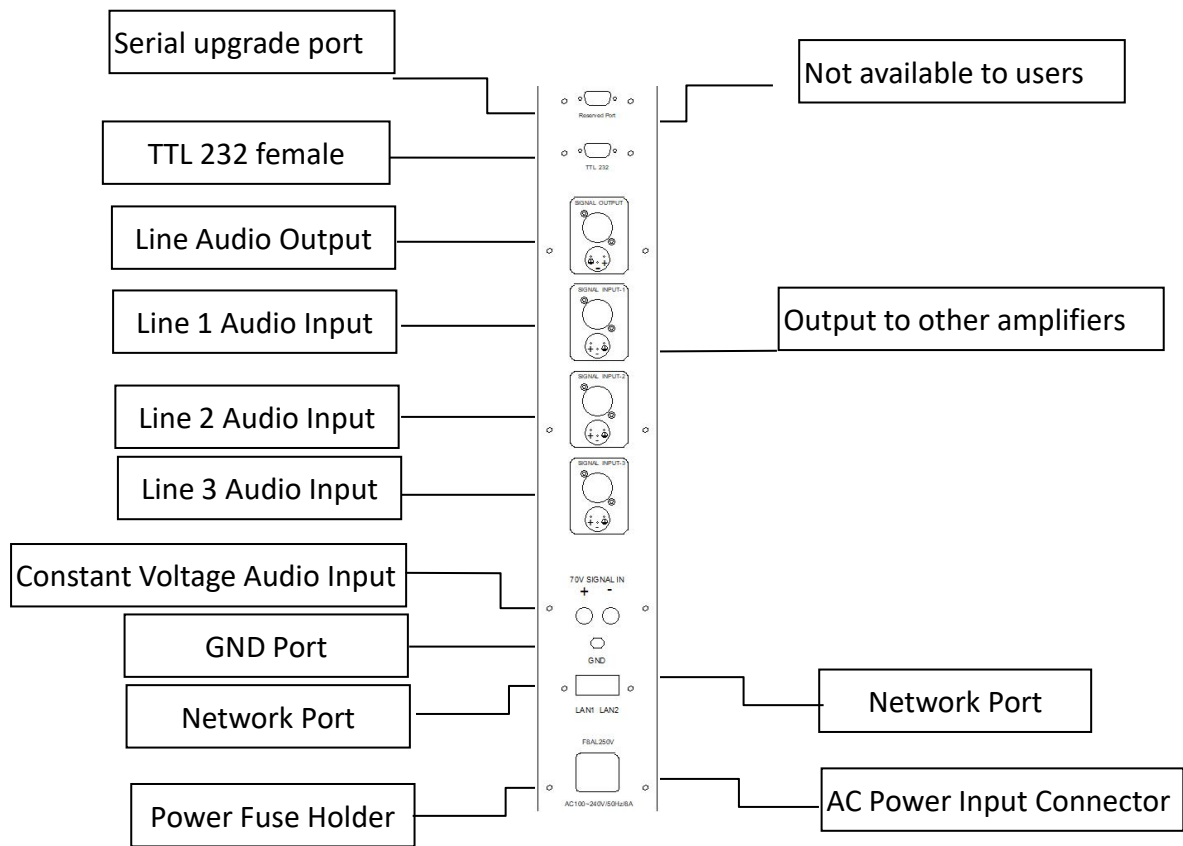 Serial upgrade port
Not available to users
Reserved Port
TTL 232 female
TTL 232
Line Audio Output
SIGNAL OUTPUT
Line 1 Audio Input
SIGNAL INPUT-1
Output to other amplifiers
Line 2 Audio Input
SIGNAL INPUT-2
Line 3 Audio Input
SIGNAL INPUT-3
Constant Voltage Audio Input
70V SIGNAL IN
+ -
GND Port
GND
Network Port
LAN1 LAN2
Network Port
F8AL250V
Power Fuse Holder
AC100~240V/50Hz/8A
AC Power Input Connector